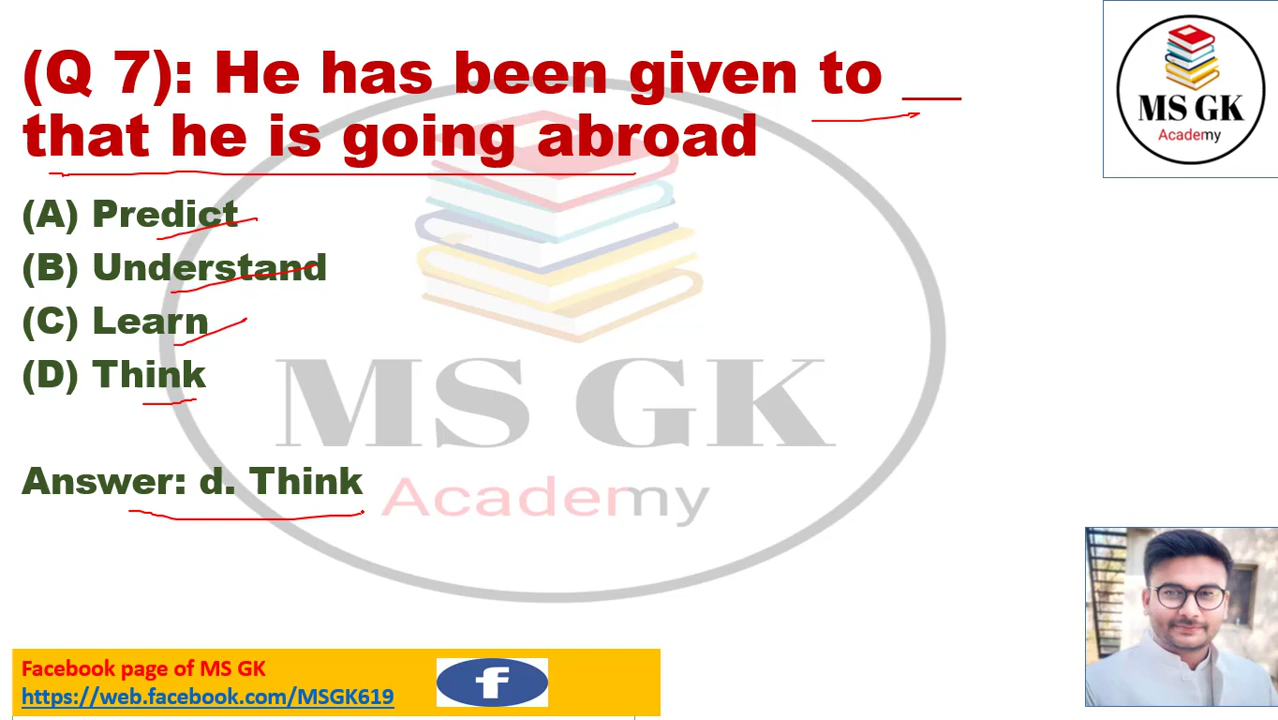 (Q 7): He has been given to __
that he is going abroad
(A) Predict
(B) Understand
(C) Learn
(D) Think
Answer: d. Think
MS GK
Academy
MS GK
Academy
Facebook page of MS GK
https://web.facebook.com/MSGK619
f